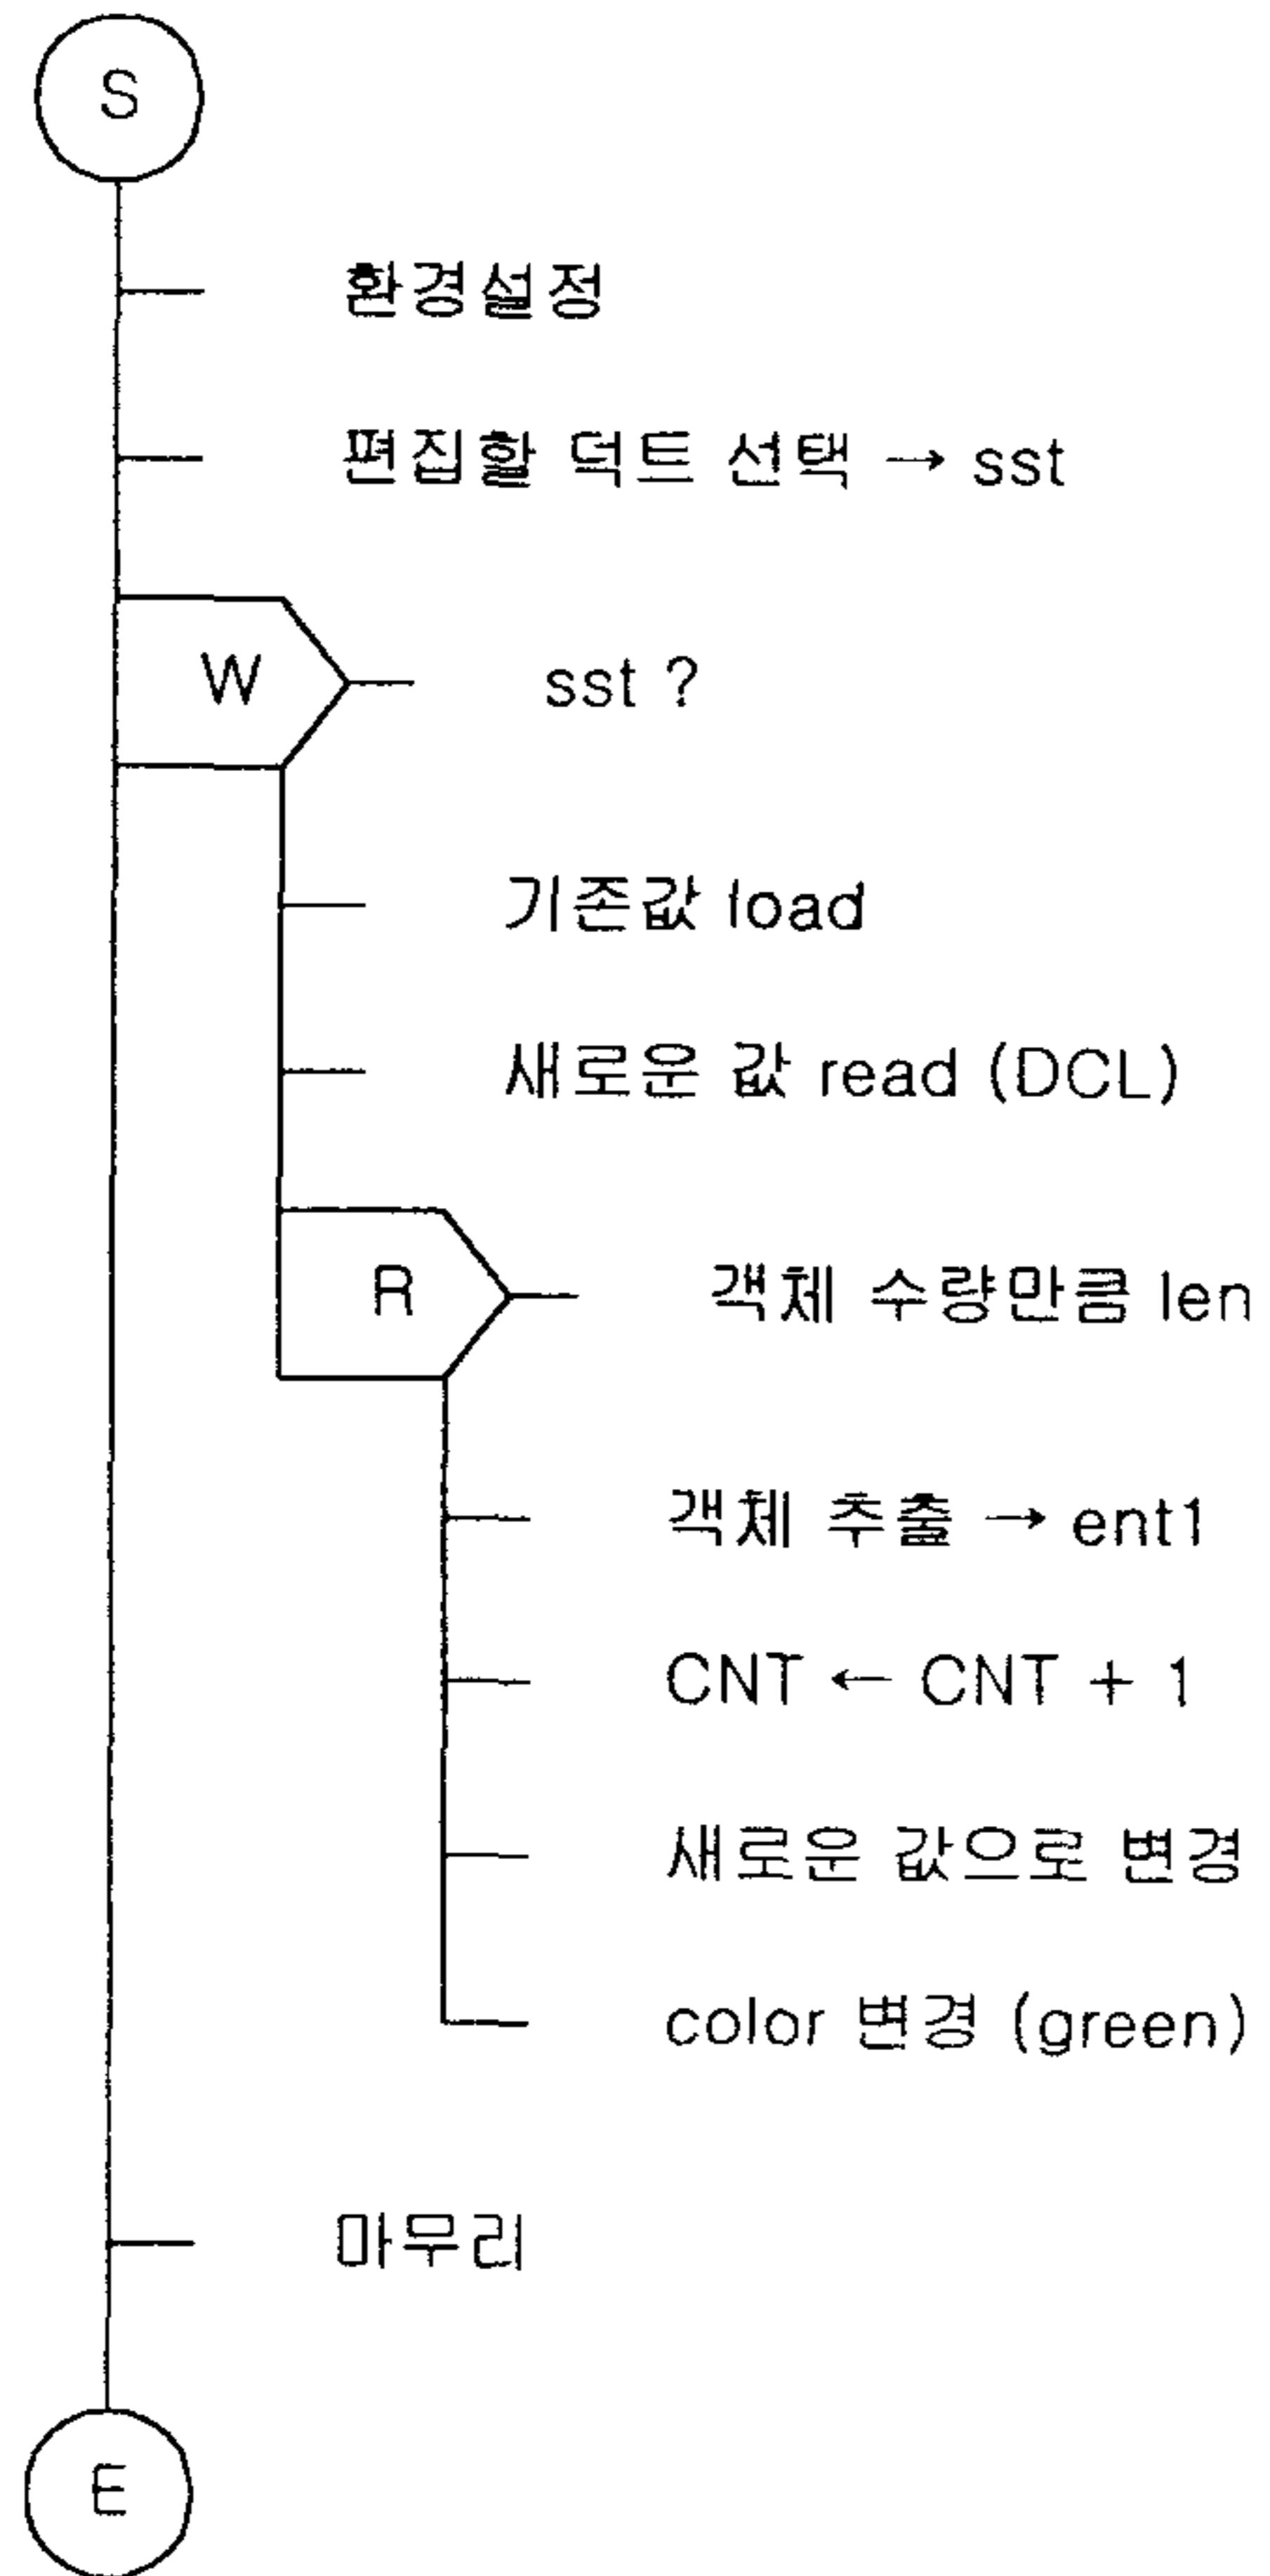 S
환경설정
편집할 덕트 선택 → sst
W sst ?
기존값 load
새로운 값 read (DCL)
R 객체 수량만큼 len
객체 추출 → ent1
CNT ← CNT + 1
새로운 값으로 변경
color 변경 (green)
마무리
E